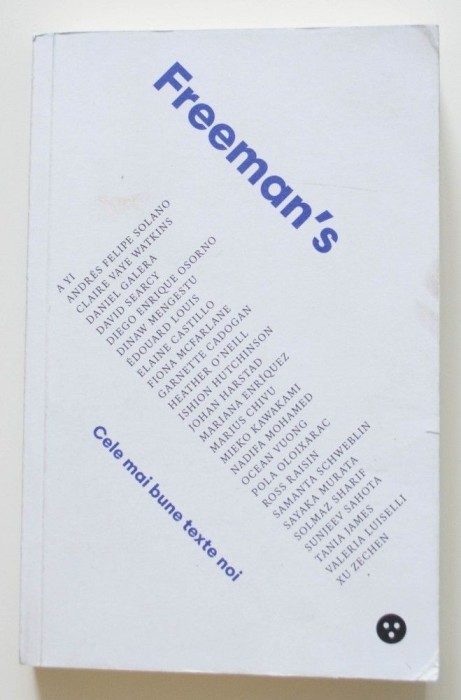 Freeman's
A YI
ANDRÉS FELIPE SOLANO
CLAIRE VAYE WATKINS
DANIEL GALERA
DAVID SEARCY
DIEGO ENRIQUE OSORNO
DINAW MENGESTU
ÉDOUARD LOUIS
ELAINE CASTILLO
FIONA MCFARLANE
GARNETTE CADOGAN
HEATHER O'NEILL
ISHION HUTCHINSON
JOHAN HARSTAD
MARIANA ENRÍQUEZ
MARIUS CHIVU
MIEKO KAWAKAMI
NADIFA MOHAMED
OCEAN VUONG
POLA OLOIXARAC
ROSS RAISIN
SAMANTA SCHWEBLIN
SAYAKA MURATA
SOLMAZ SHARIF
SUNJEEV SAHOTA
TANIA JAMES
VALERIA LUISELLI
XU ZECHEN
Cele mai bune texte noi